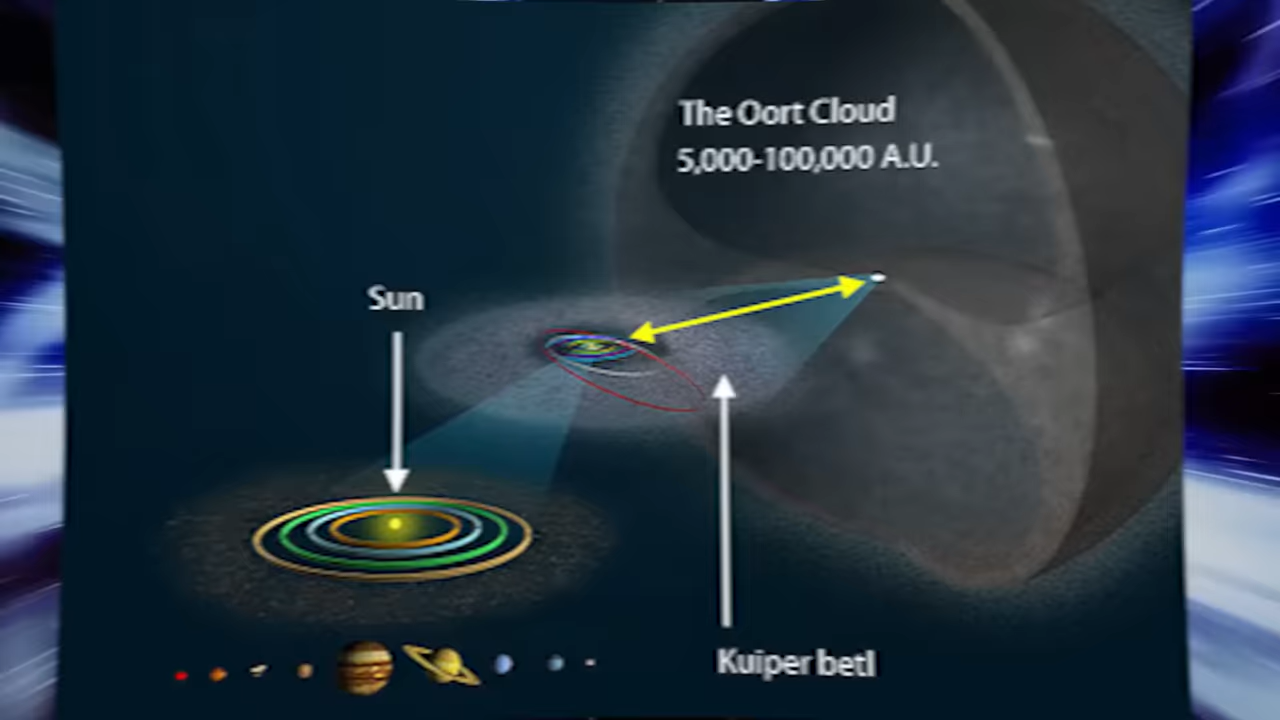 The Oort Cloud
5,000-100,000 A.U.
Sun
Kuiper betl